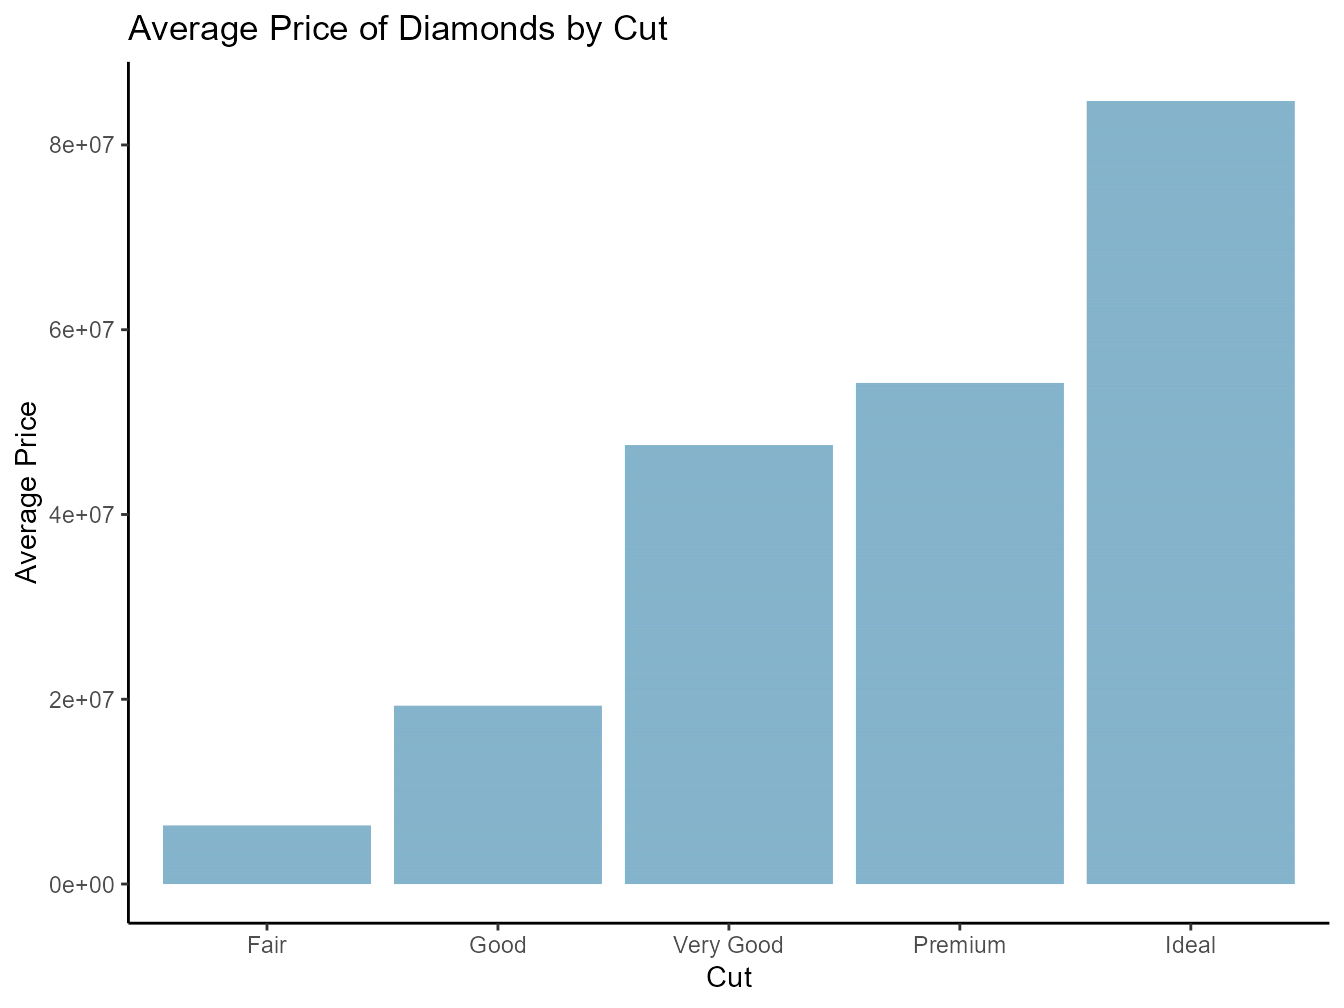 Average Price of Diamonds by Cut
Average Price
8e+07
6e+07
4e+07
2e+07
0e+00
Fair Good Very Good Premium Ideal
Cut